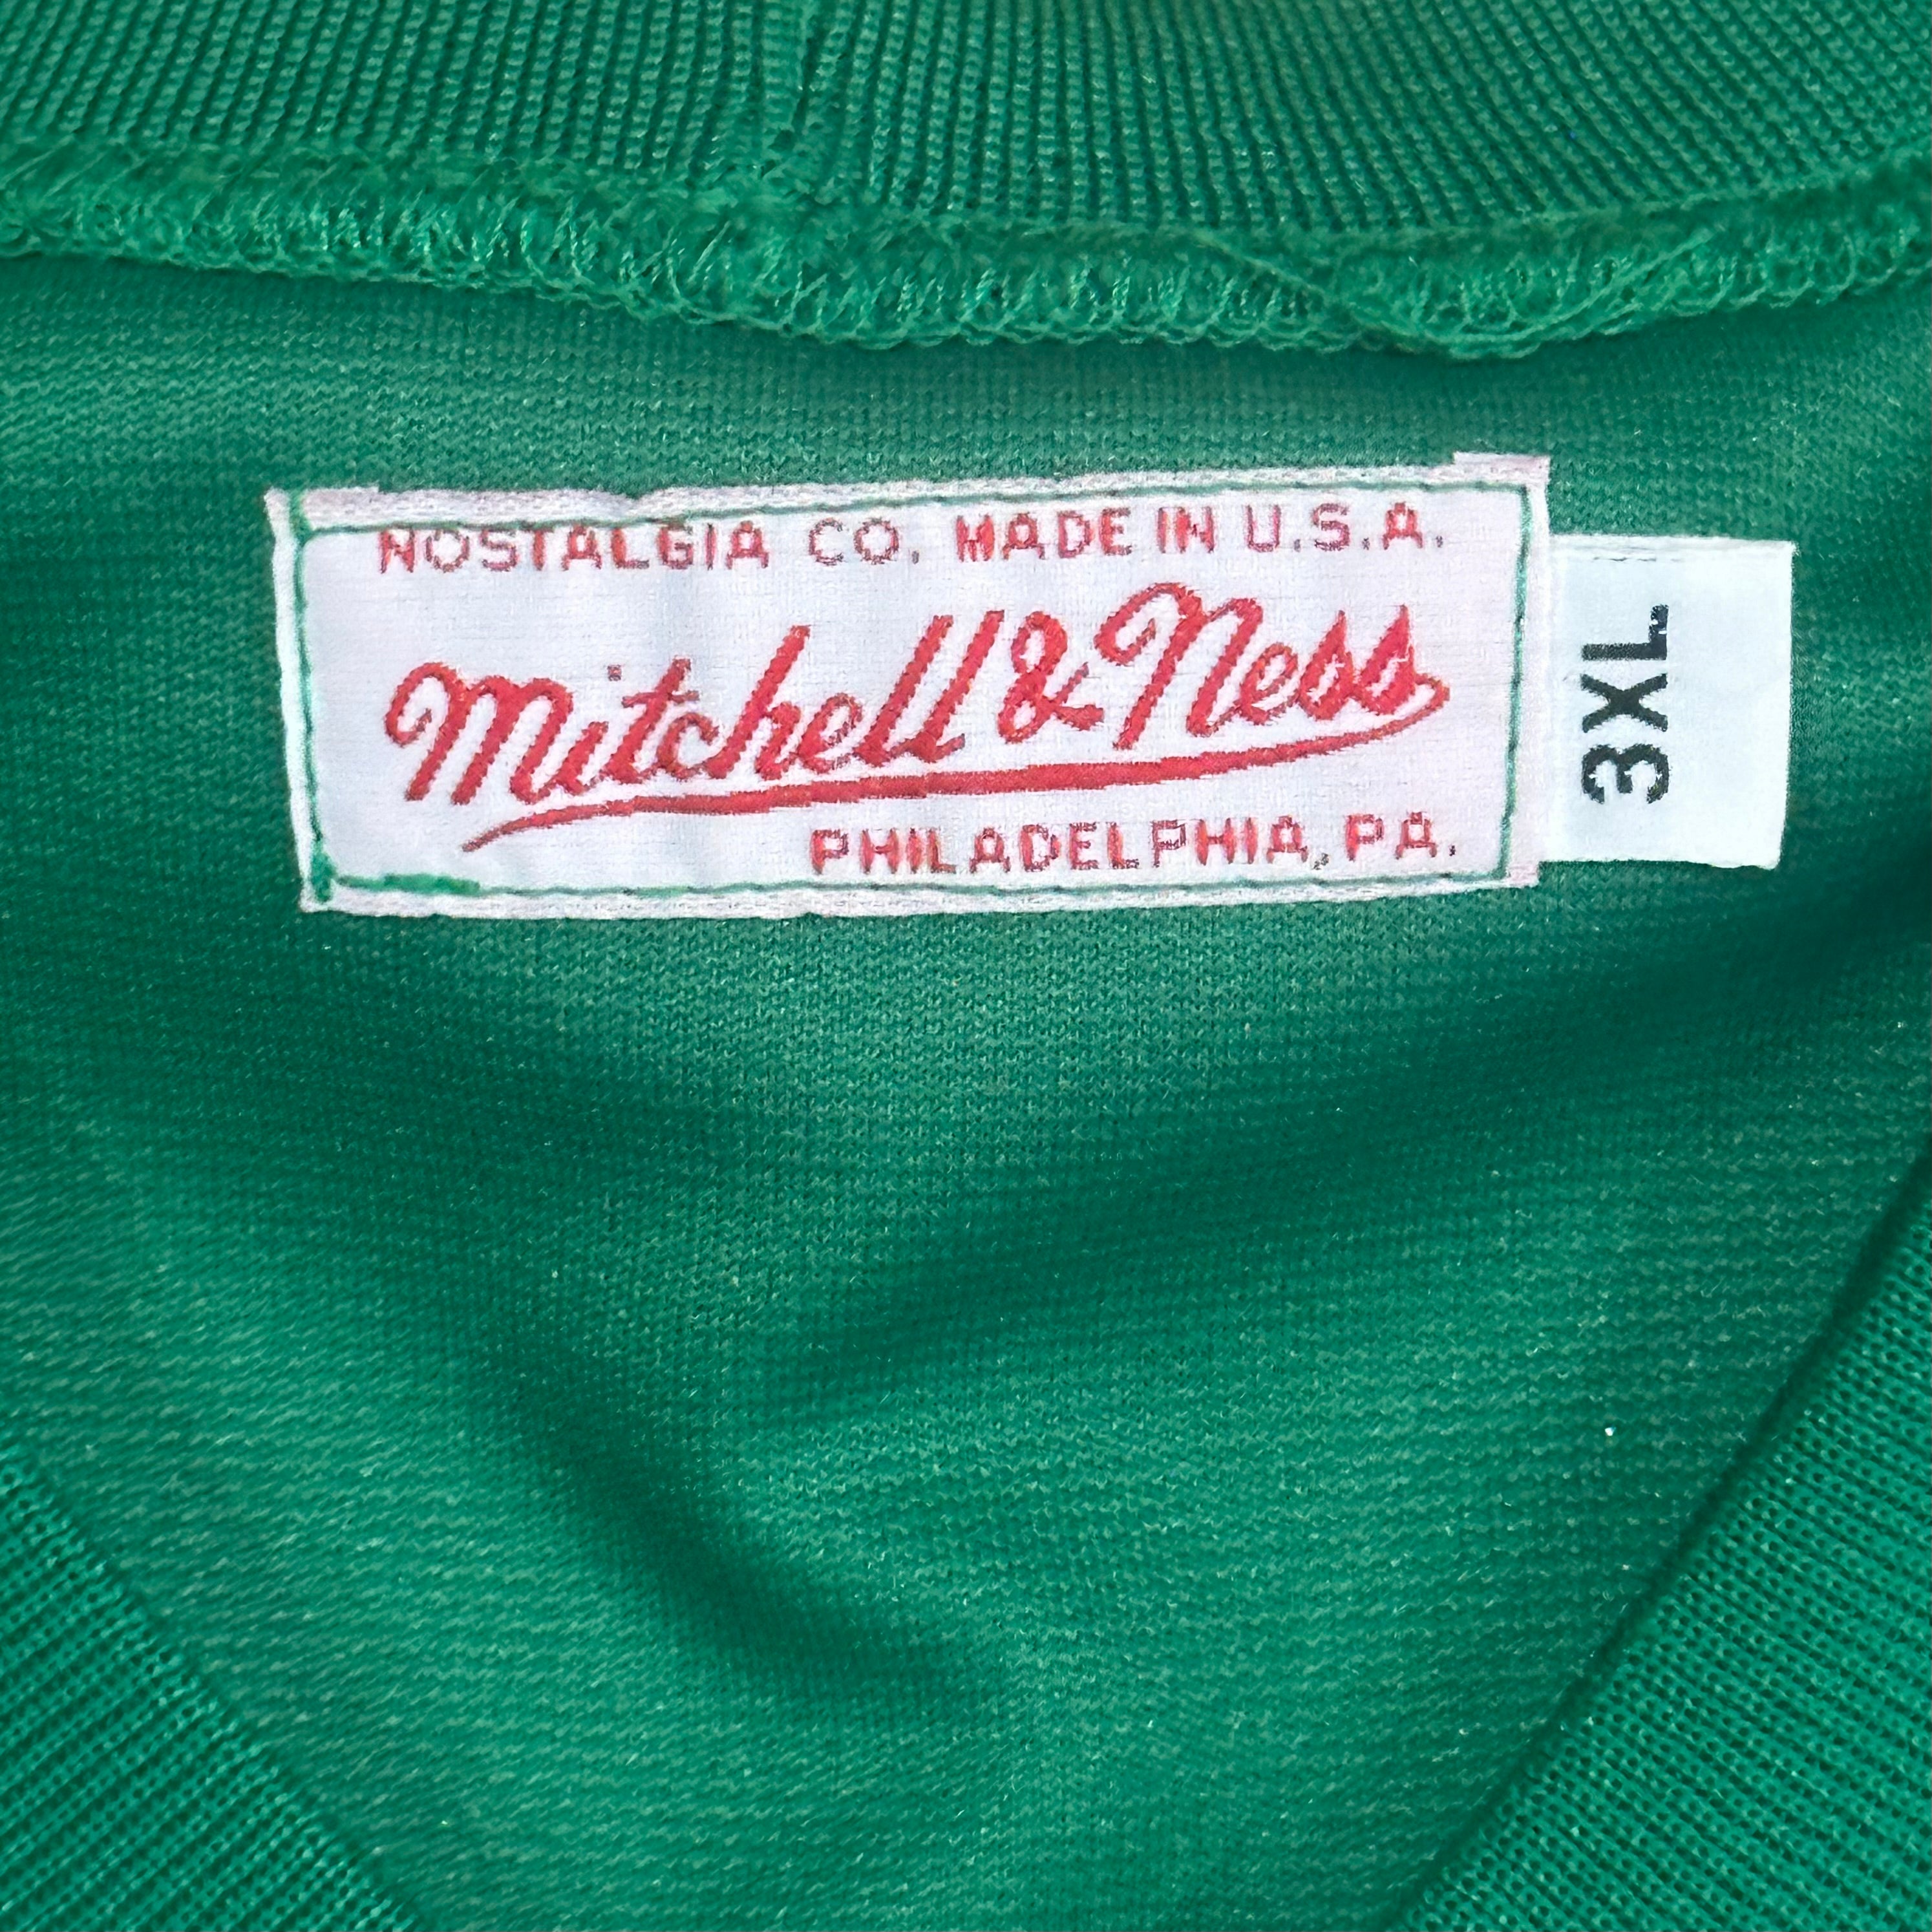 NOSTALGIA CO. MADE IN U.S.A.
Mitchell & Ness
PHILADELPHIA, PA.
3XL